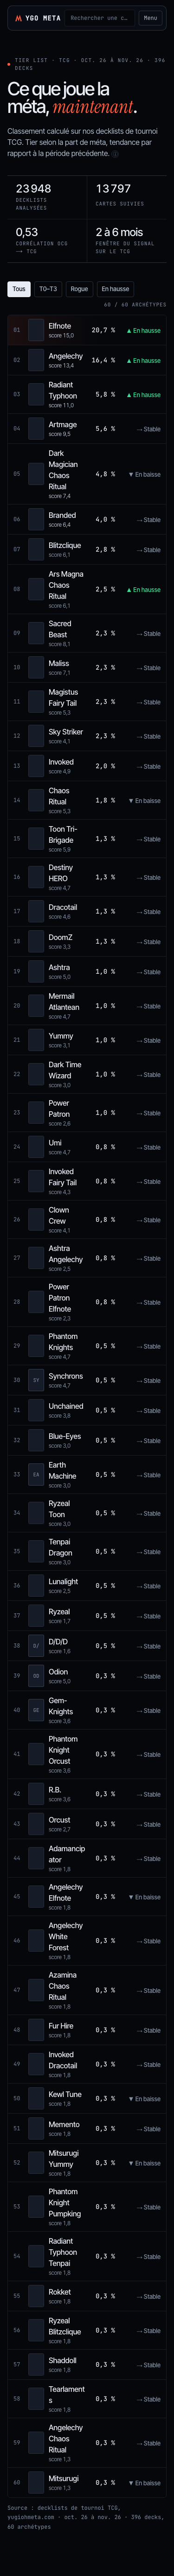 YGO META
Rechercher une c…
Menu
TIER LIST · TCG · OCT. 26 À NOV. 26 · 396
DECKS
Ce que joue la
méta, maintenant.
Classement calculé sur nos decklists de tournoi
TCG. Tier selon la part de méta, tendance par
rapport à la période précédente.
23 948
DECKLISTS
ANALYSÉES
13 797
CARTES SUIVIES
0,53
CORRÉLATION OCG
→ TCG
2 à 6 mois
FENÊTRE DU SIGNAL
SUR LE TCG
Tous
T0–T3
Rogue
En hausse
60 / 60 ARCHÉTYPES
01 Elfnote 20,7 % ▲ En hausse
score 15,0
02 Angelechy 16,4 % ▲ En hausse
score 13,4
03 Radiant
Typhoon 5,8 % ▲ En hausse
score 11,0
04 Artmage 5,6 % → Stable
score 9,5
05 Dark
Magician
Chaos
Ritual 4,8 % ▼ En baisse
score 7,4
06 Branded 4,0 % → Stable
score 6,4
07 Blitzclique 2,8 % → Stable
score 6,1
08 Ars Magna
Chaos
Ritual 2,5 % ▲ En hausse
score 6,1
09 Sacred
Beast 2,3 % → Stable
score 6,1
10 Maliss 2,3 % → Stable
score 7,1
11 Magistus
Fairy Tail 2,3 % → Stable
score 5,3
12 Sky Striker 2,3 % → Stable
score 4,1
13 Invoked 2,0 % → Stable
score 4,9
14 Chaos
Ritual 1,8 % ▼ En baisse
score 5,3
15 Toon Tri-
Brigade 1,3 % → Stable
score 5,9
16 Destiny
HERO 1,3 % → Stable
score 4,7
17 Dracotail 1,3 % → Stable
score 4,6
18 DoomZ 1,3 % → Stable
score 3,3
19 Ashtra 1,0 % → Stable
score 5,0
20 Mermail
Atlantean 1,0 % → Stable
score 4,7
21 Yummy 1,0 % → Stable
score 3,1
22 Dark Time
Wizard 1,0 % → Stable
score 3,0
23 Power
Patron 1,0 % → Stable
score 2,6
24 Umi 0,8 % → Stable
score 4,7
25 Invoked
Fairy Tail 0,8 % → Stable
score 4,3
26 Clown
Crew 0,8 % → Stable
score 4,1
27 Ashtra
Angelechy 0,8 % → Stable
score 2,5
28 Power
Patron
Elfnote 0,8 % → Stable
score 2,3
29 Phantom
Knights 0,5 % → Stable
score 4,7
30 SY Synchrons 0,5 % → Stable
score 4,7
31 Unchained 0,5 % → Stable
score 3,8
32 Blue-Eyes 0,5 % → Stable
score 3,0
33 EA Earth
Machine 0,5 % → Stable
score 3,0
34 Ryzeal
Toon 0,5 % → Stable
score 3,0
35 Tenpai
Dragon 0,5 % → Stable
score 3,0
36 Lunalight 0,5 % → Stable
score 2,5
37 Ryzeal 0,5 % → Stable
score 1,7
38 D/ D/D/D 0,5 % → Stable
score 1,6
39 OD Odion 0,3 % → Stable
score 5,0
40 GE Gem-
Knights 0,3 % → Stable
score 3,6
41 Phantom
Knight
Orcust 0,3 % → Stable
score 3,6
42 R.B. 0,3 % → Stable
score 3,6
43 Orcust 0,3 % → Stable
score 2,7
44 Adamancip
ator 0,3 % → Stable
score 1,8
45 Angelechy
Elfnote 0,3 % ▼ En baisse
score 1,8
46 Angelechy
White
Forest 0,3 % → Stable
score 1,8
47 Azamina
Chaos
Ritual 0,3 % → Stable
score 1,8
48 Fur Hire 0,3 % → Stable
score 1,8
49 Invoked
Dracotail 0,3 % → Stable
score 1,8
50 Kewl Tune 0,3 % ▼ En baisse
score 1,8
51 Memento 0,3 % → Stable
score 1,8
52 Mitsurugi
Yummy 0,3 % ▼ En baisse
score 1,8
53 Phantom
Knight
Pumpking 0,3 % → Stable
score 1,8
54 Radiant
Typhoon
Tenpai 0,3 % → Stable
score 1,8
55 Rokket 0,3 % → Stable
score 1,8
56 Ryzeal
Blitzclique 0,3 % → Stable
score 1,8
57 Shaddoll 0,3 % → Stable
score 1,8
58 Tearlament
s 0,3 % → Stable
score 1,8
59 Angelechy
Chaos
Ritual 0,3 % → Stable
score 1,3
60 Mitsurugi 0,3 % ▼ En baisse
score 1,3
Source : decklists de tournoi TCG,
yugiohmeta.com · oct. 26 à nov. 26 · 396 decks,
60 archétypes